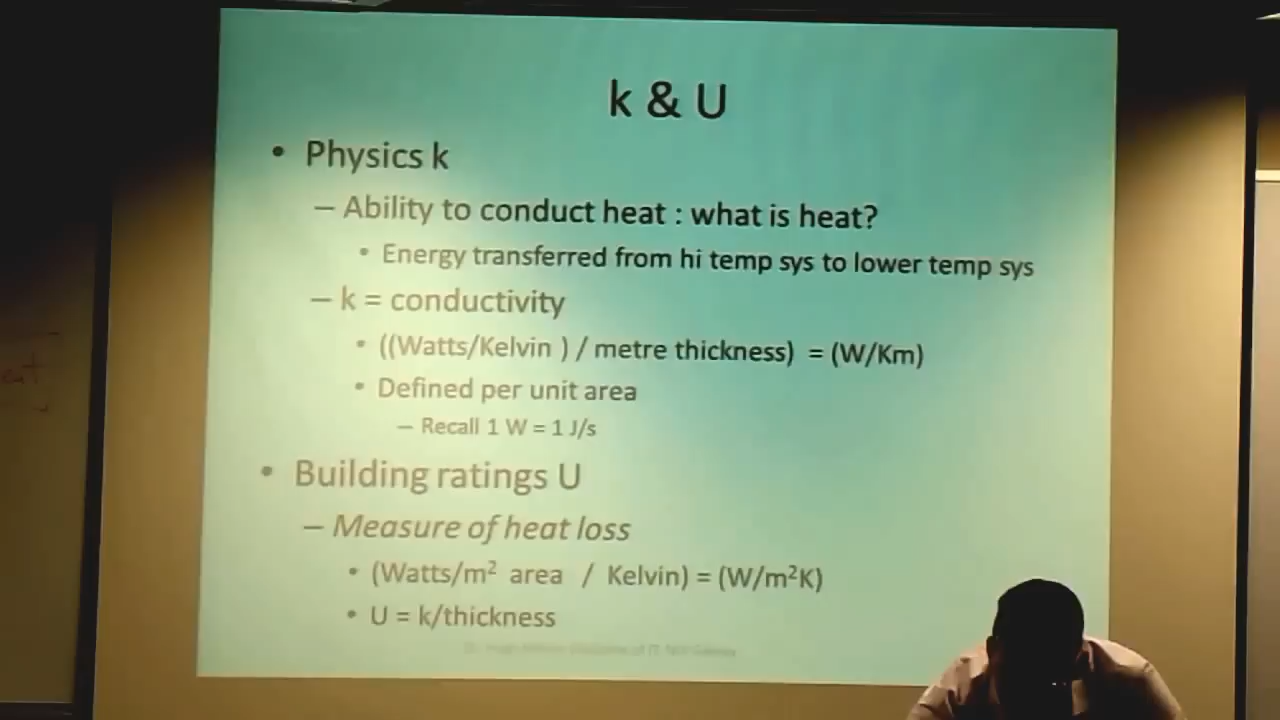 k & U
• Physics k
– Ability to conduct heat : what is heat?
• Energy transferred from hi temp sys to lower temp sys
– k = conductivity
• ((Watts/Kelvin ) / metre thickness) = (W/Km)
• Defined per unit area
– Recall 1 W = 1 J/s
• Building ratings U
– Measure of heat loss
• (Watts/m² area / Kelvin) = (W/m²K)
• U = k/thickness